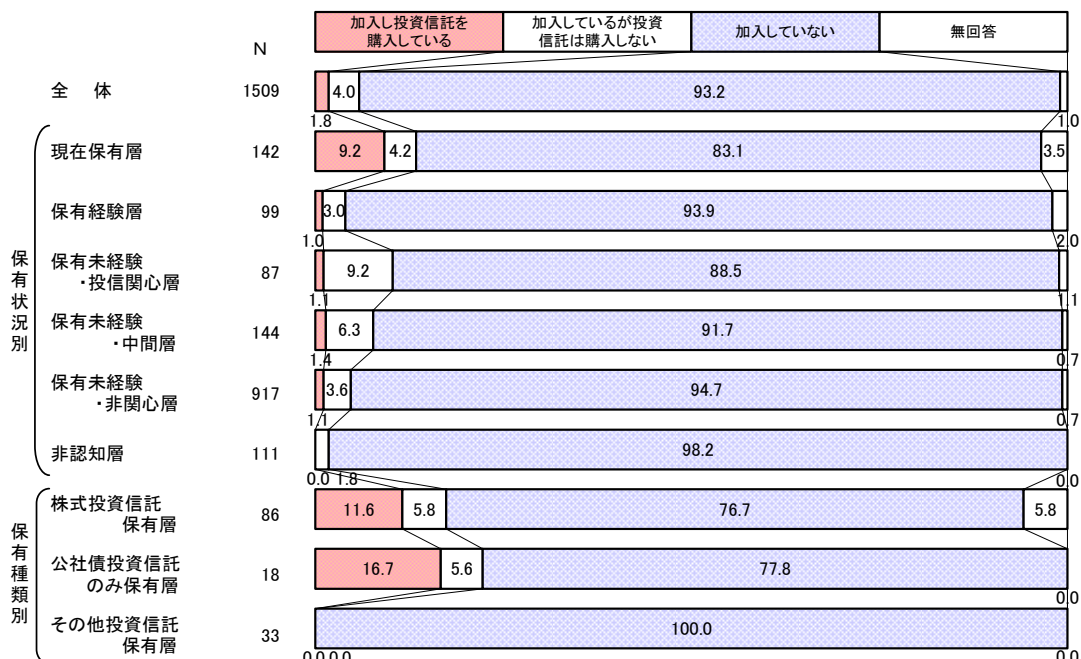 加入し投資信託を
購入している
加入しているが投資
信託は購入しない
加入していない
無回答
N
全　体 1509 4.0 93.2
1.8 1.0
保有状況別
現在保有層 142 9.2 4.2 83.1 3.5
保有経験層 99 3.0 93.9
1.0 2.0
保有未経験
・投信関心層 87 9.2 88.5
1.1 1.1
保有未経験
・中間層 144 6.3 91.7
1.4 0.7
保有未経験
・非関心層 917 3.6 94.7
1.1 0.7
非認知層 111 98.2
0.0 1.8 0.0
保有種類別
株式投資信託
保有層 86 11.6 5.8 76.7 5.8
公社債投資信託
のみ保有層 18 16.7 5.6 77.8
0.0
その他投資信託
保有層 33 100.0
0.0 0.0 0.0